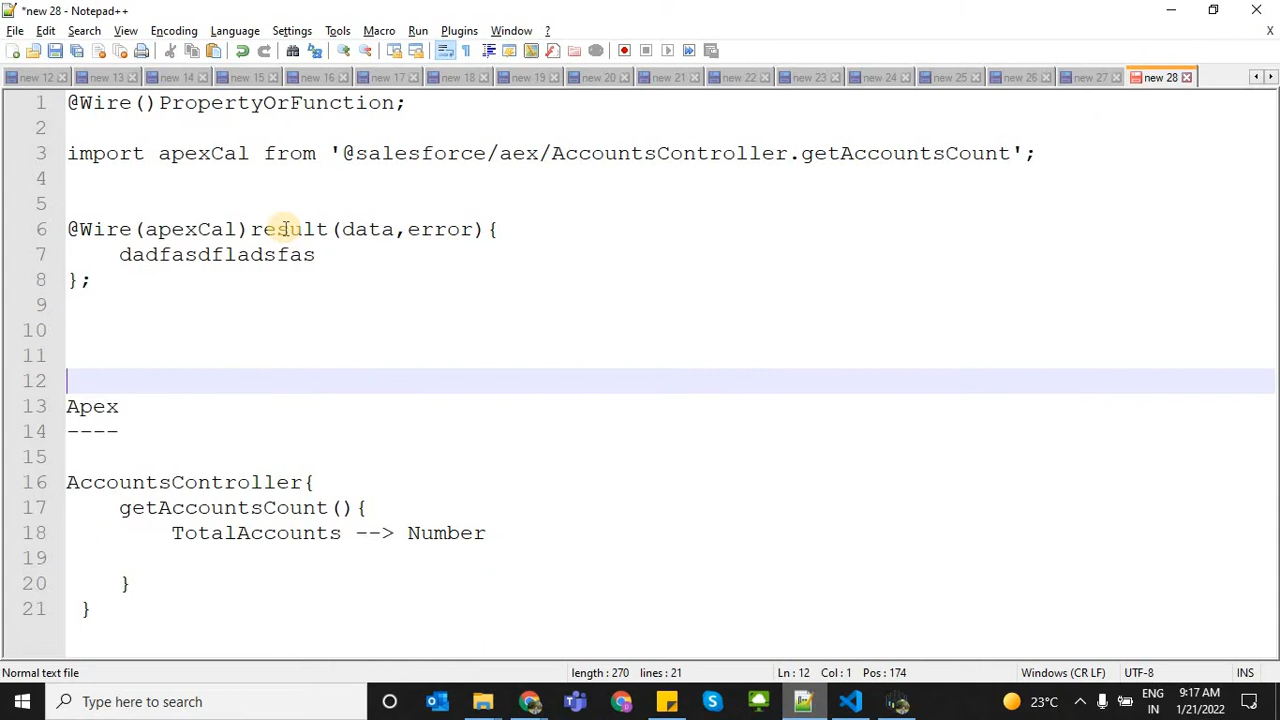 *new 28 - Notepad++
File Edit Search View Encoding Language Settings Tools Macro Run Plugins Window ? X
new 12 new 13 new 14 new 15 new 16 new 17 new 18 new 19 new 20 new 21 new 22 new 23 new 24 new 25 new 26 new 27 new 28
1 @Wire()PropertyOrFunction;
2
3 import apexCal from '@salesforce/aex/AccountsController.getAccountsCount';
4
5
6 @Wire(apexCal)result(data,error){
7 dadfasdfladsfas
8 };
9
10
11
12
13 Apex
14 ----
15
16 AccountsController{
17 getAccountsCount(){
18 TotalAccounts --> Number
19
20 }
21 }
Normal text file length : 270 lines : 21 Ln : 12 Col : 1 Pos : 174 Windows (CR LF) UTF-8 INS
Type here to search 23°C ENG IN 9:17 AM 1/21/2022